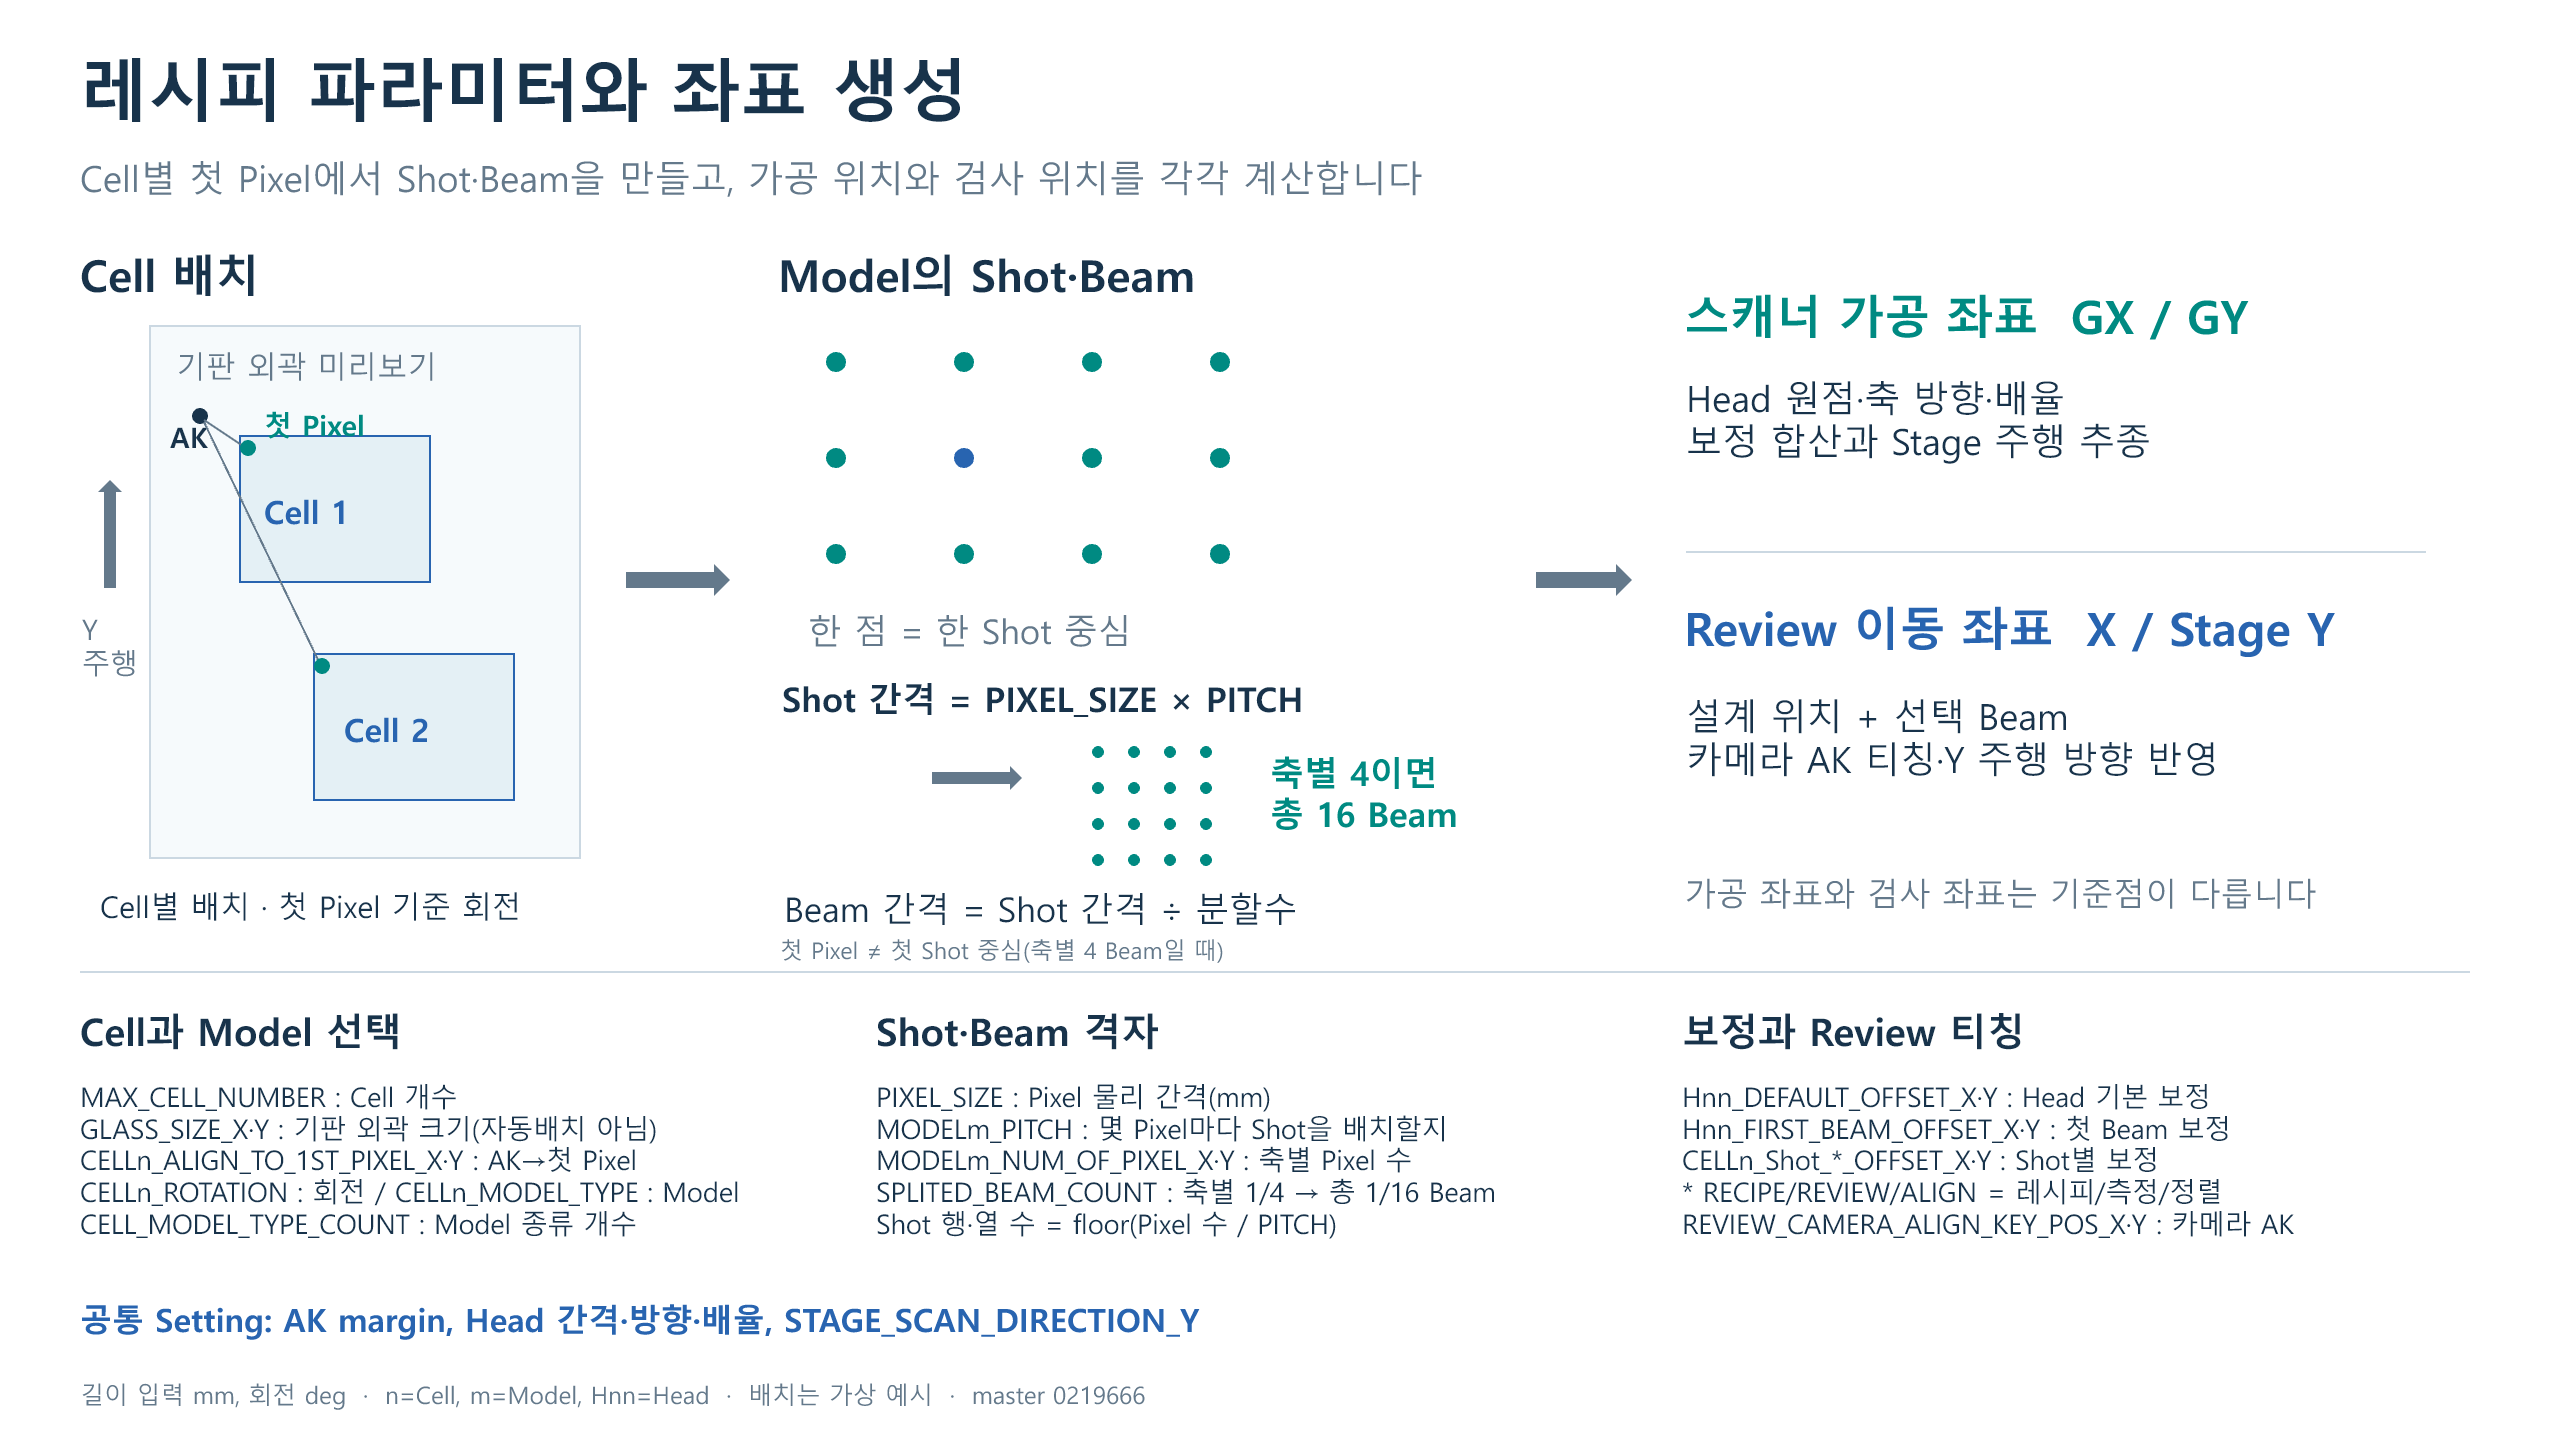 레시피 파라미터와 좌표 생성
Cell별 첫 Pixel에서 Shot·Beam을 만들고, 가공 위치와 검사 위치를 각각 계산합니다
Cell 배치
기판 외곽 미리보기
첫 Pixel
AK
Cell 1
Y
주행
Cell 2
Cell별 배치 · 첫 Pixel 기준 회전
Model의 Shot·Beam
한 점 = 한 Shot 중심
Shot 간격 = PIXEL_SIZE × PITCH
축별 4이면
총 16 Beam
Beam 간격 = Shot 간격 ÷ 분할수
첫 Pixel ≠ 첫 Shot 중심(축별 4 Beam일 때)
스캐너 가공 좌표  GX / GY
Head 원점·축 방향·배율
보정 합산과 Stage 주행 추종
Review 이동 좌표  X / Stage Y
설계 위치 + 선택 Beam
카메라 AK 티칭·Y 주행 방향 반영
가공 좌표와 검사 좌표는 기준점이 다릅니다
Cell과 Model 선택
MAX_CELL_NUMBER : Cell 개수
GLASS_SIZE_X·Y : 기판 외곽 크기(자동배치 아님)
CELLn_ALIGN_TO_1ST_PIXEL_X·Y : AK→첫 Pixel
CELLn_ROTATION : 회전 / CELLn_MODEL_TYPE : Model
CELL_MODEL_TYPE_COUNT : Model 종류 개수
Shot·Beam 격자
PIXEL_SIZE : Pixel 물리 간격(mm)
MODELm_PITCH : 몇 Pixel마다 Shot을 배치할지
MODELm_NUM_OF_PIXEL_X·Y : 축별 Pixel 수
SPLITED_BEAM_COUNT : 축별 1/4 → 총 1/16 Beam
Shot 행·열 수 = floor(Pixel 수 / PITCH)
보정과 Review 티칭
Hnn_DEFAULT_OFFSET_X·Y : Head 기본 보정
Hnn_FIRST_BEAM_OFFSET_X·Y : 첫 Beam 보정
CELLn_Shot_*_OFFSET_X·Y : Shot별 보정
* RECIPE/REVIEW/ALIGN = 레시피/측정/정렬
REVIEW_CAMERA_ALIGN_KEY_POS_X·Y : 카메라 AK
공통 Setting: AK margin, Head 간격·방향·배율, STAGE_SCAN_DIRECTION_Y
길이 입력 mm, 회전 deg · n=Cell, m=Model, Hnn=Head · 배치는 가상 예시 · master 0219666